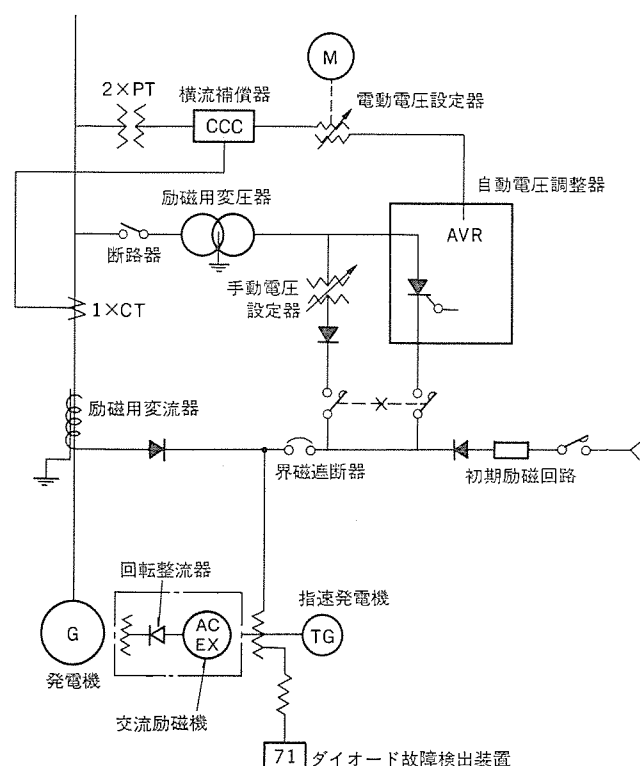 M
2×PT
横流補償器
電動電圧設定器
CCC
自動電圧調整器
励磁用変圧器
AVR
断路器
手動電圧
設定器
1×CT
励磁用変流器
界磁遮断器
初期励磁回路
回転整流器
指速発電機
G
AC
EX
TG
発電機
交流励磁機
71 ダイオード故障検出装置